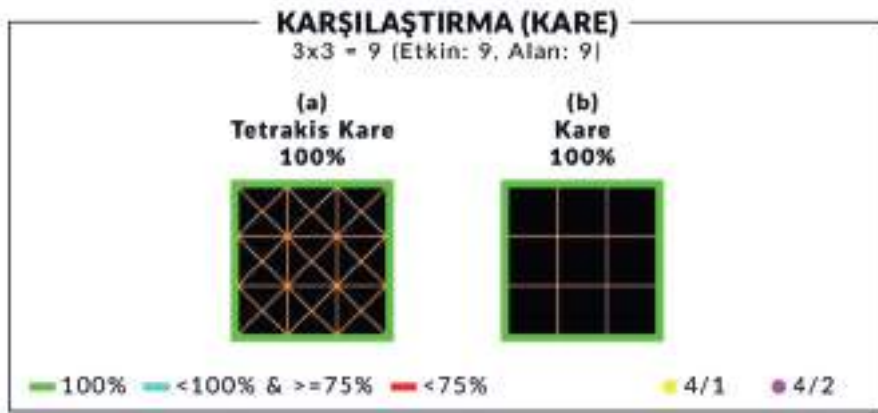 KARŞILAŞTIRMA (KARE)
3x3 = 9 (Etkin: 9, Alan: 9)
(a)
Tetrakis Kare
100%
(b)
Kare
100%
100% <100% & >=75% <75% 4/1 4/2